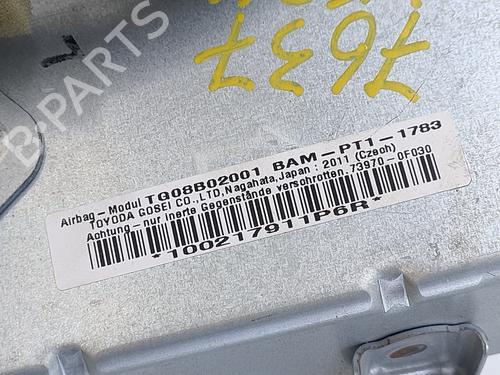 7637
Airbag-Modul TG08B02001 BAM-PT1-1783
TOYODA GOSEI CO.,LTD,Nagahata,Japan : 2011 (Czech)
Achtung-nur inerte Gegenstände verschrotten.73970-0F030
*100217911P6R*